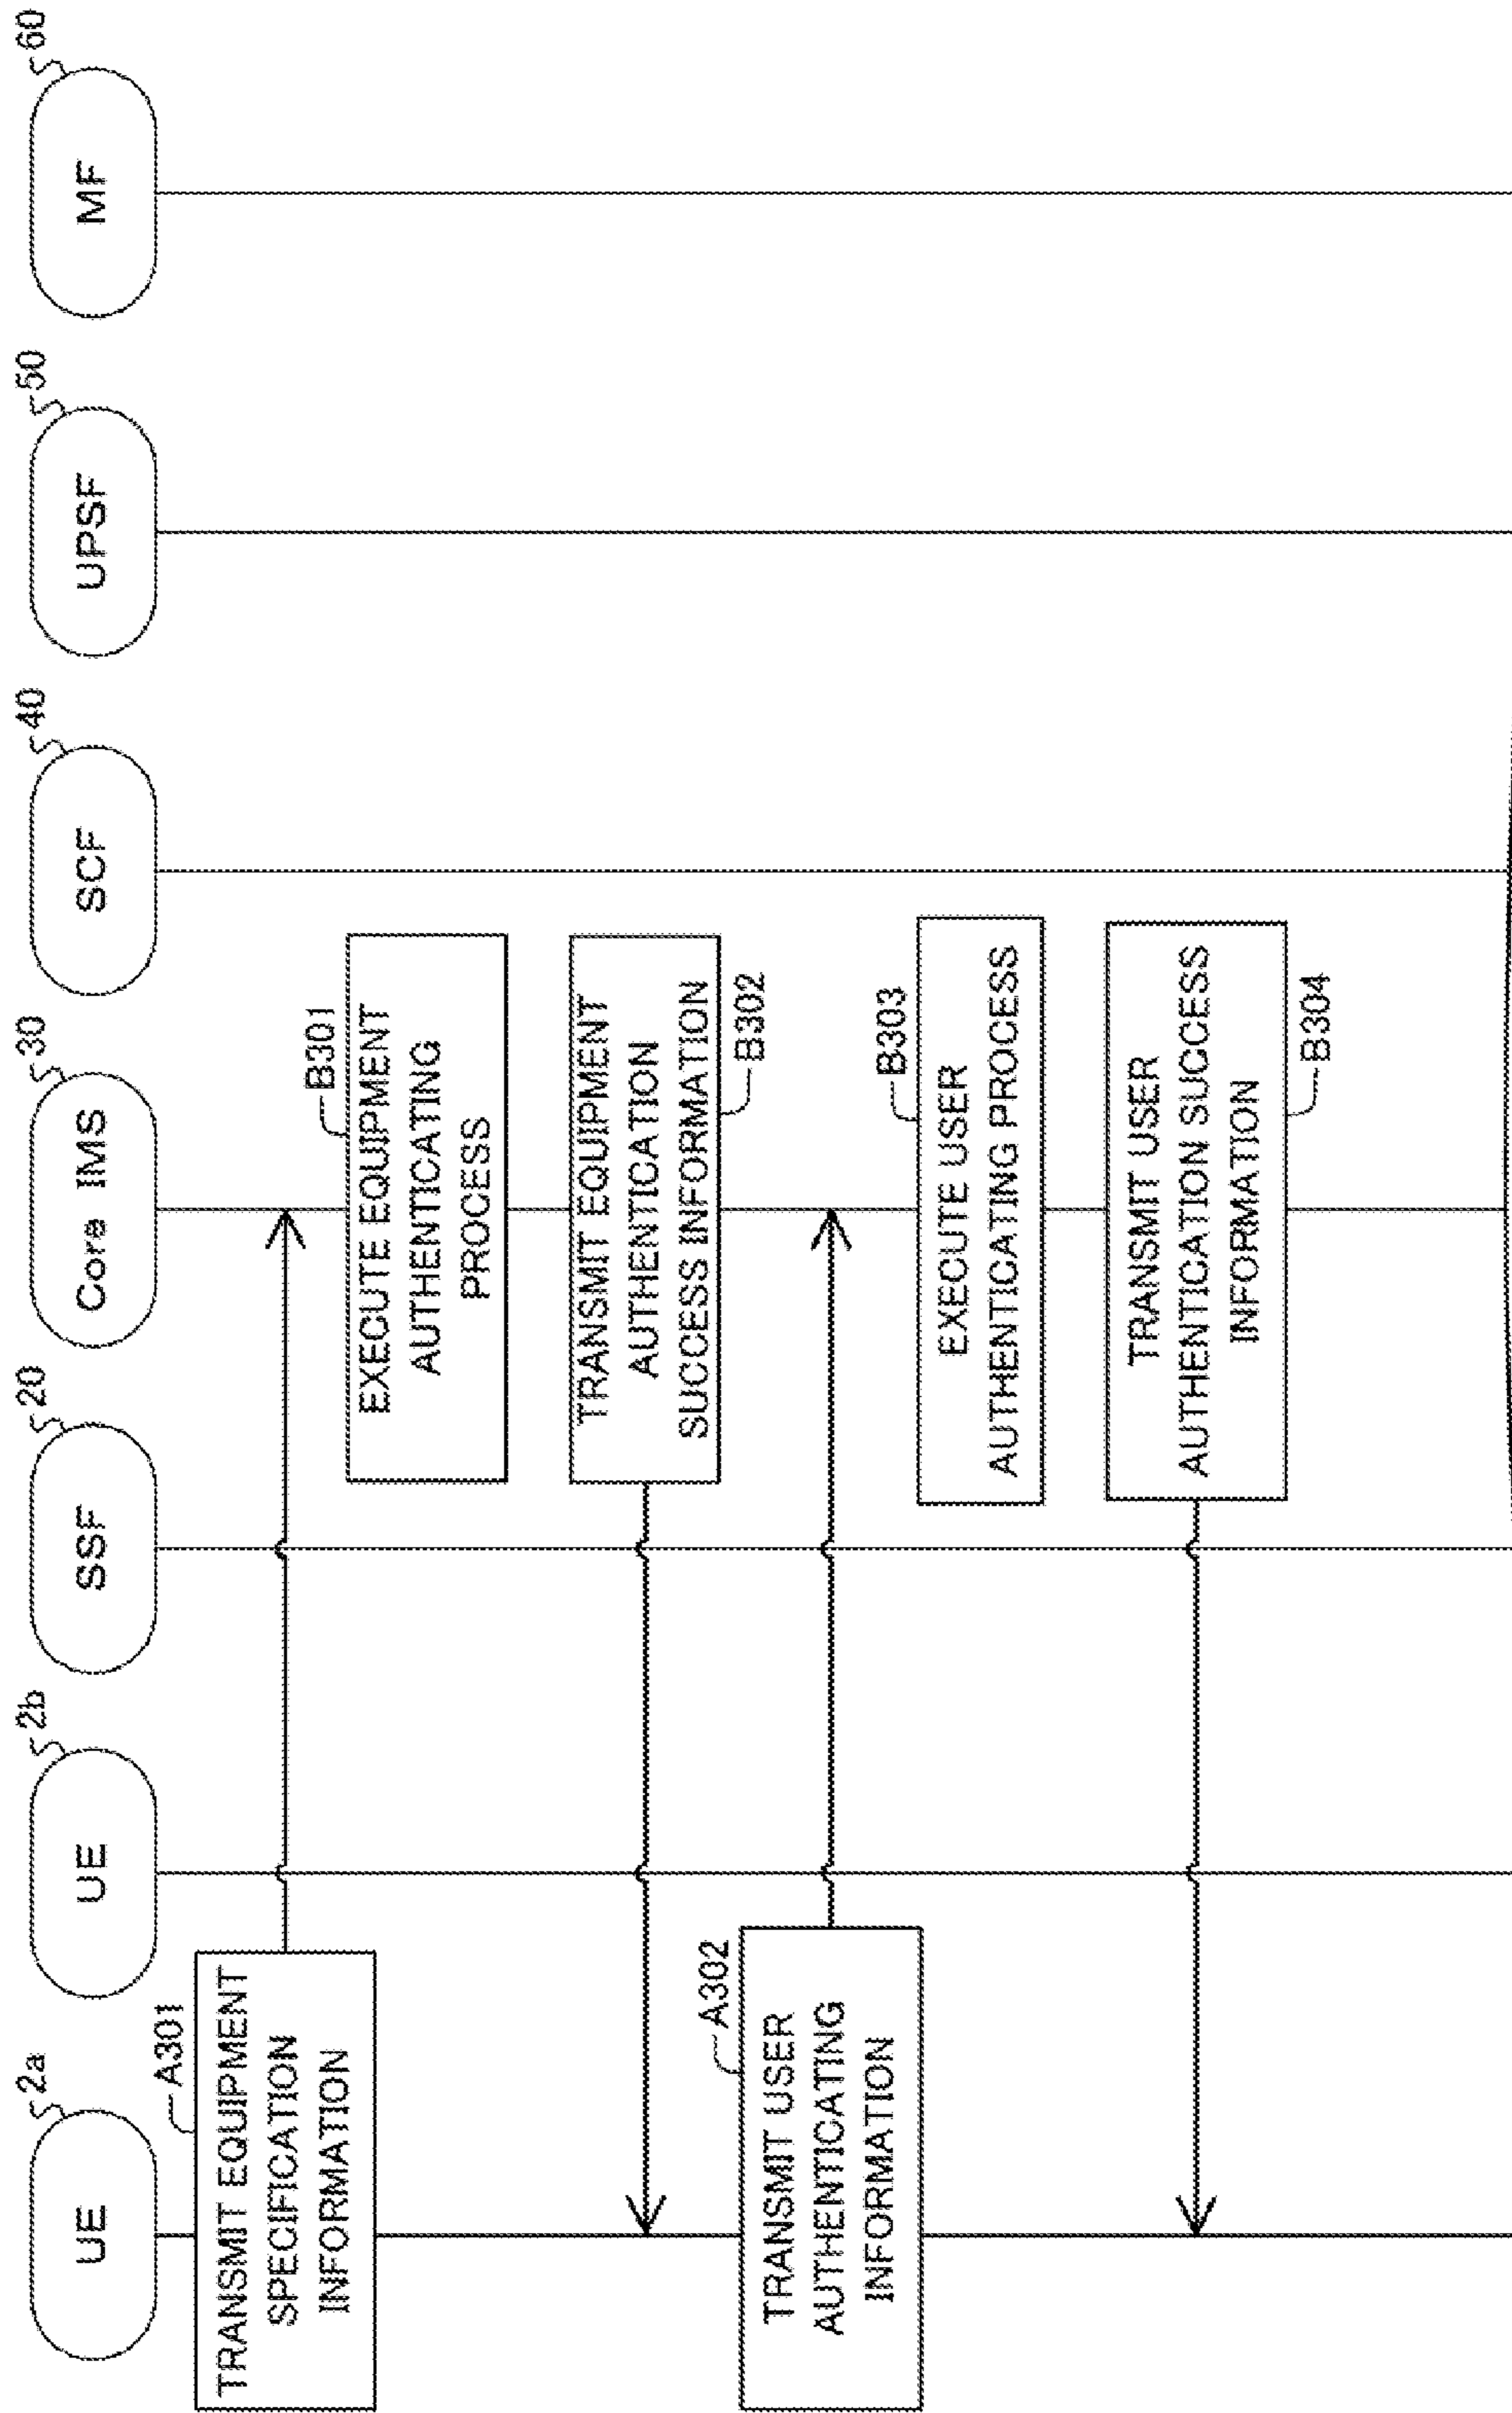 UE
2a
UE
2b
SSF
20
Core IMS
30
SCF
40
UPSF
50
MF
60
A301
TRANSMIT EQUIPMENT
SPECIFICATION
INFORMATION
B301
EXECUTE EQUIPMENT
AUTHENTICATING
PROCESS
TRANSMIT EQUIPMENT
AUTHENTICATION
SUCCESS INFORMATION
B302
A302
TRANSMIT USER
AUTHENTICATING
INFORMATION
B303
EXECUTE USER
AUTHENTICATING PROCESS
TRANSMIT USER
AUTHENTICATION SUCCESS
INFORMATION
B304